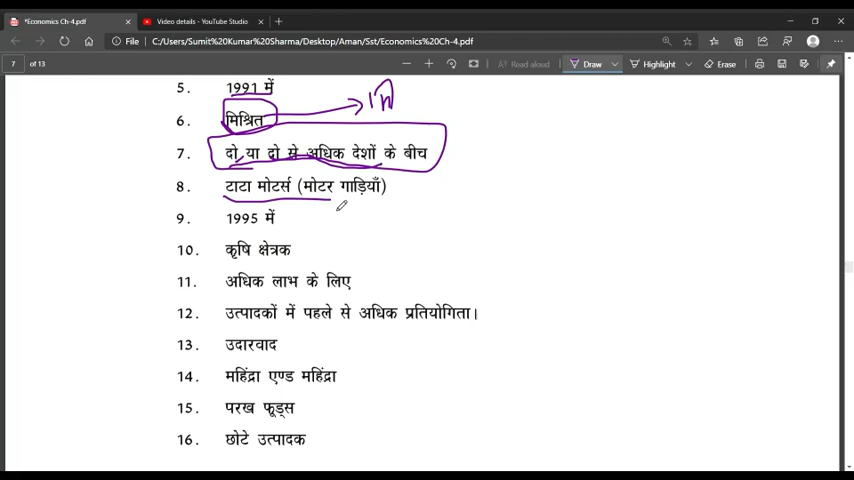 *Economics Ch-4.pdf
Video details - YouTube Studio
File C:/Users/Sumit%20Kumar%20Sharma/Desktop/Aman/Sst/Economics%20Ch-4.pdf
7 of 13 Read aloud Draw Highlight Erase
5. 1991 में
6. मिश्रित
7. दो या दो से अधिक देशों के बीच
8. टाटा मोटर्स (मोटर गाड़ियाँ)
9. 1995 में
10. कृषि क्षेत्रक
11. अधिक लाभ के लिए
12. उत्पादकों में पहले से अधिक प्रतियोगिता।
13. उदारवाद
14. महिंद्रा एण्ड महिंद्रा
15. परख फूड्स
16. छोटे उत्पादक